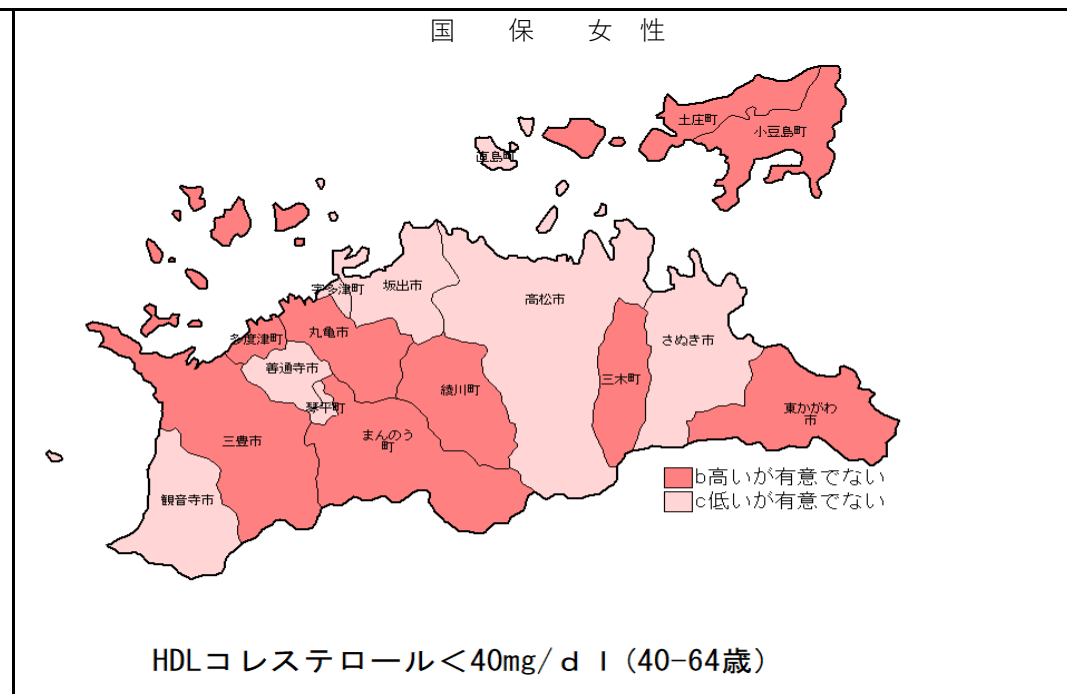 国保女性
土庄町
小豆島町
直島町
宇多津町
坂出市
高松市
さぬき市
多度津町
丸亀市
善通寺市
琴平町
綾川町
三木町
東かがわ
市
三豊市
まんのう
町
観音寺市
b高いが有意でない
c低いが有意でない
HDLコレステロール＜40mg/ｄｌ(40-64歳)